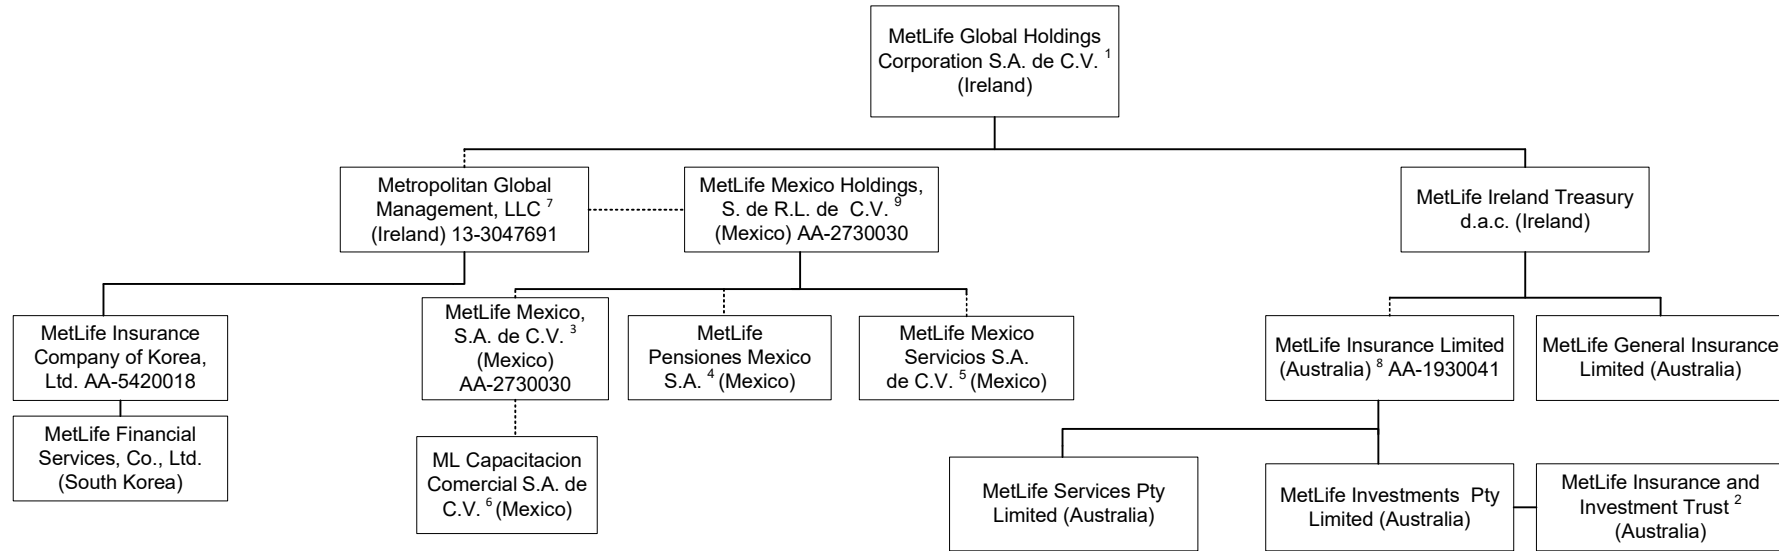 MetLife Global Holdings
Corporation S.A. de C.V. 1
(Ireland)
Metropolitan Global
Management, LLC 7
(Ireland) 13-3047691
MetLife Mexico Holdings,
S. de R.L. de C.V. 9
(Mexico) AA-2730030
MetLife Ireland Treasury
d.a.c. (Ireland)
MetLife Insurance
Company of Korea,
Ltd. AA-5420018
MetLife Mexico,
S.A. de C.V. 3
(Mexico)
AA-2730030
MetLife
Pensiones Mexico
S.A. 4 (Mexico)
MetLife Mexico
Servicios S.A.
de C.V. 5 (Mexico)
MetLife Insurance Limited
(Australia) 8 AA-1930041
MetLife General Insurance
Limited (Australia)
MetLife Financial
Services, Co., Ltd.
(South Korea)
ML Capacitacion
Comercial S.A. de
C.V. 6 (Mexico)
MetLife Services Pty
Limited (Australia)
MetLife Investments Pty
Limited (Australia)
MetLife Insurance and
Investment Trust 2
(Australia)